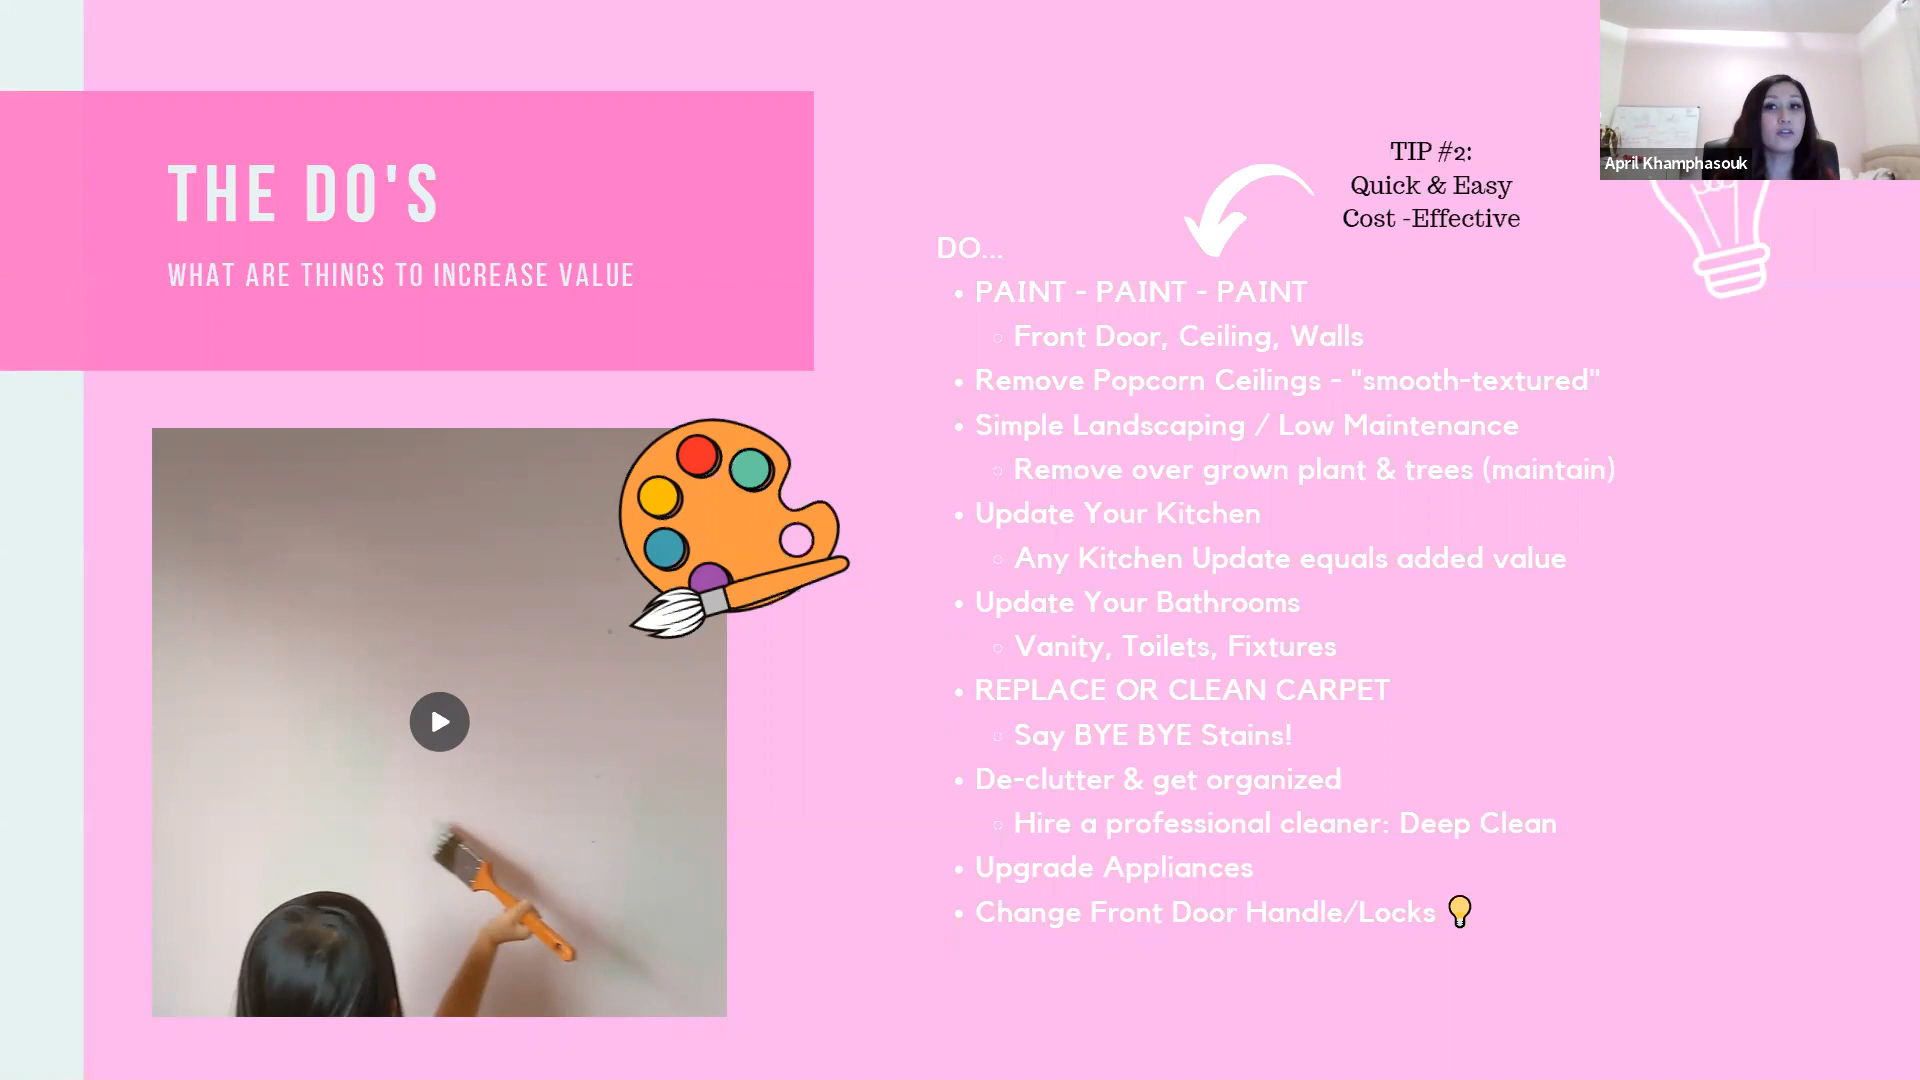 THE DO'S
WHAT ARE THINGS TO INCREASE VALUE
TIP #2:
Quick & Easy
Cost -Effective
April Khamphasouk
DO...
PAINT - PAINT - PAINT
Front Door, Ceiling, Walls
Remove Popcorn Ceilings - "smooth-textured"
Simple Landscaping / Low Maintenance
Remove over grown plant & trees (maintain)
Update Your Kitchen
Any Kitchen Update equals added value
Update Your Bathrooms
Vanity, Toilets, Fixtures
REPLACE OR CLEAN CARPET
Say BYE BYE Stains!
De-clutter & get organized
Hire a professional cleaner: Deep Clean
Upgrade Appliances
Change Front Door Handle/Locks